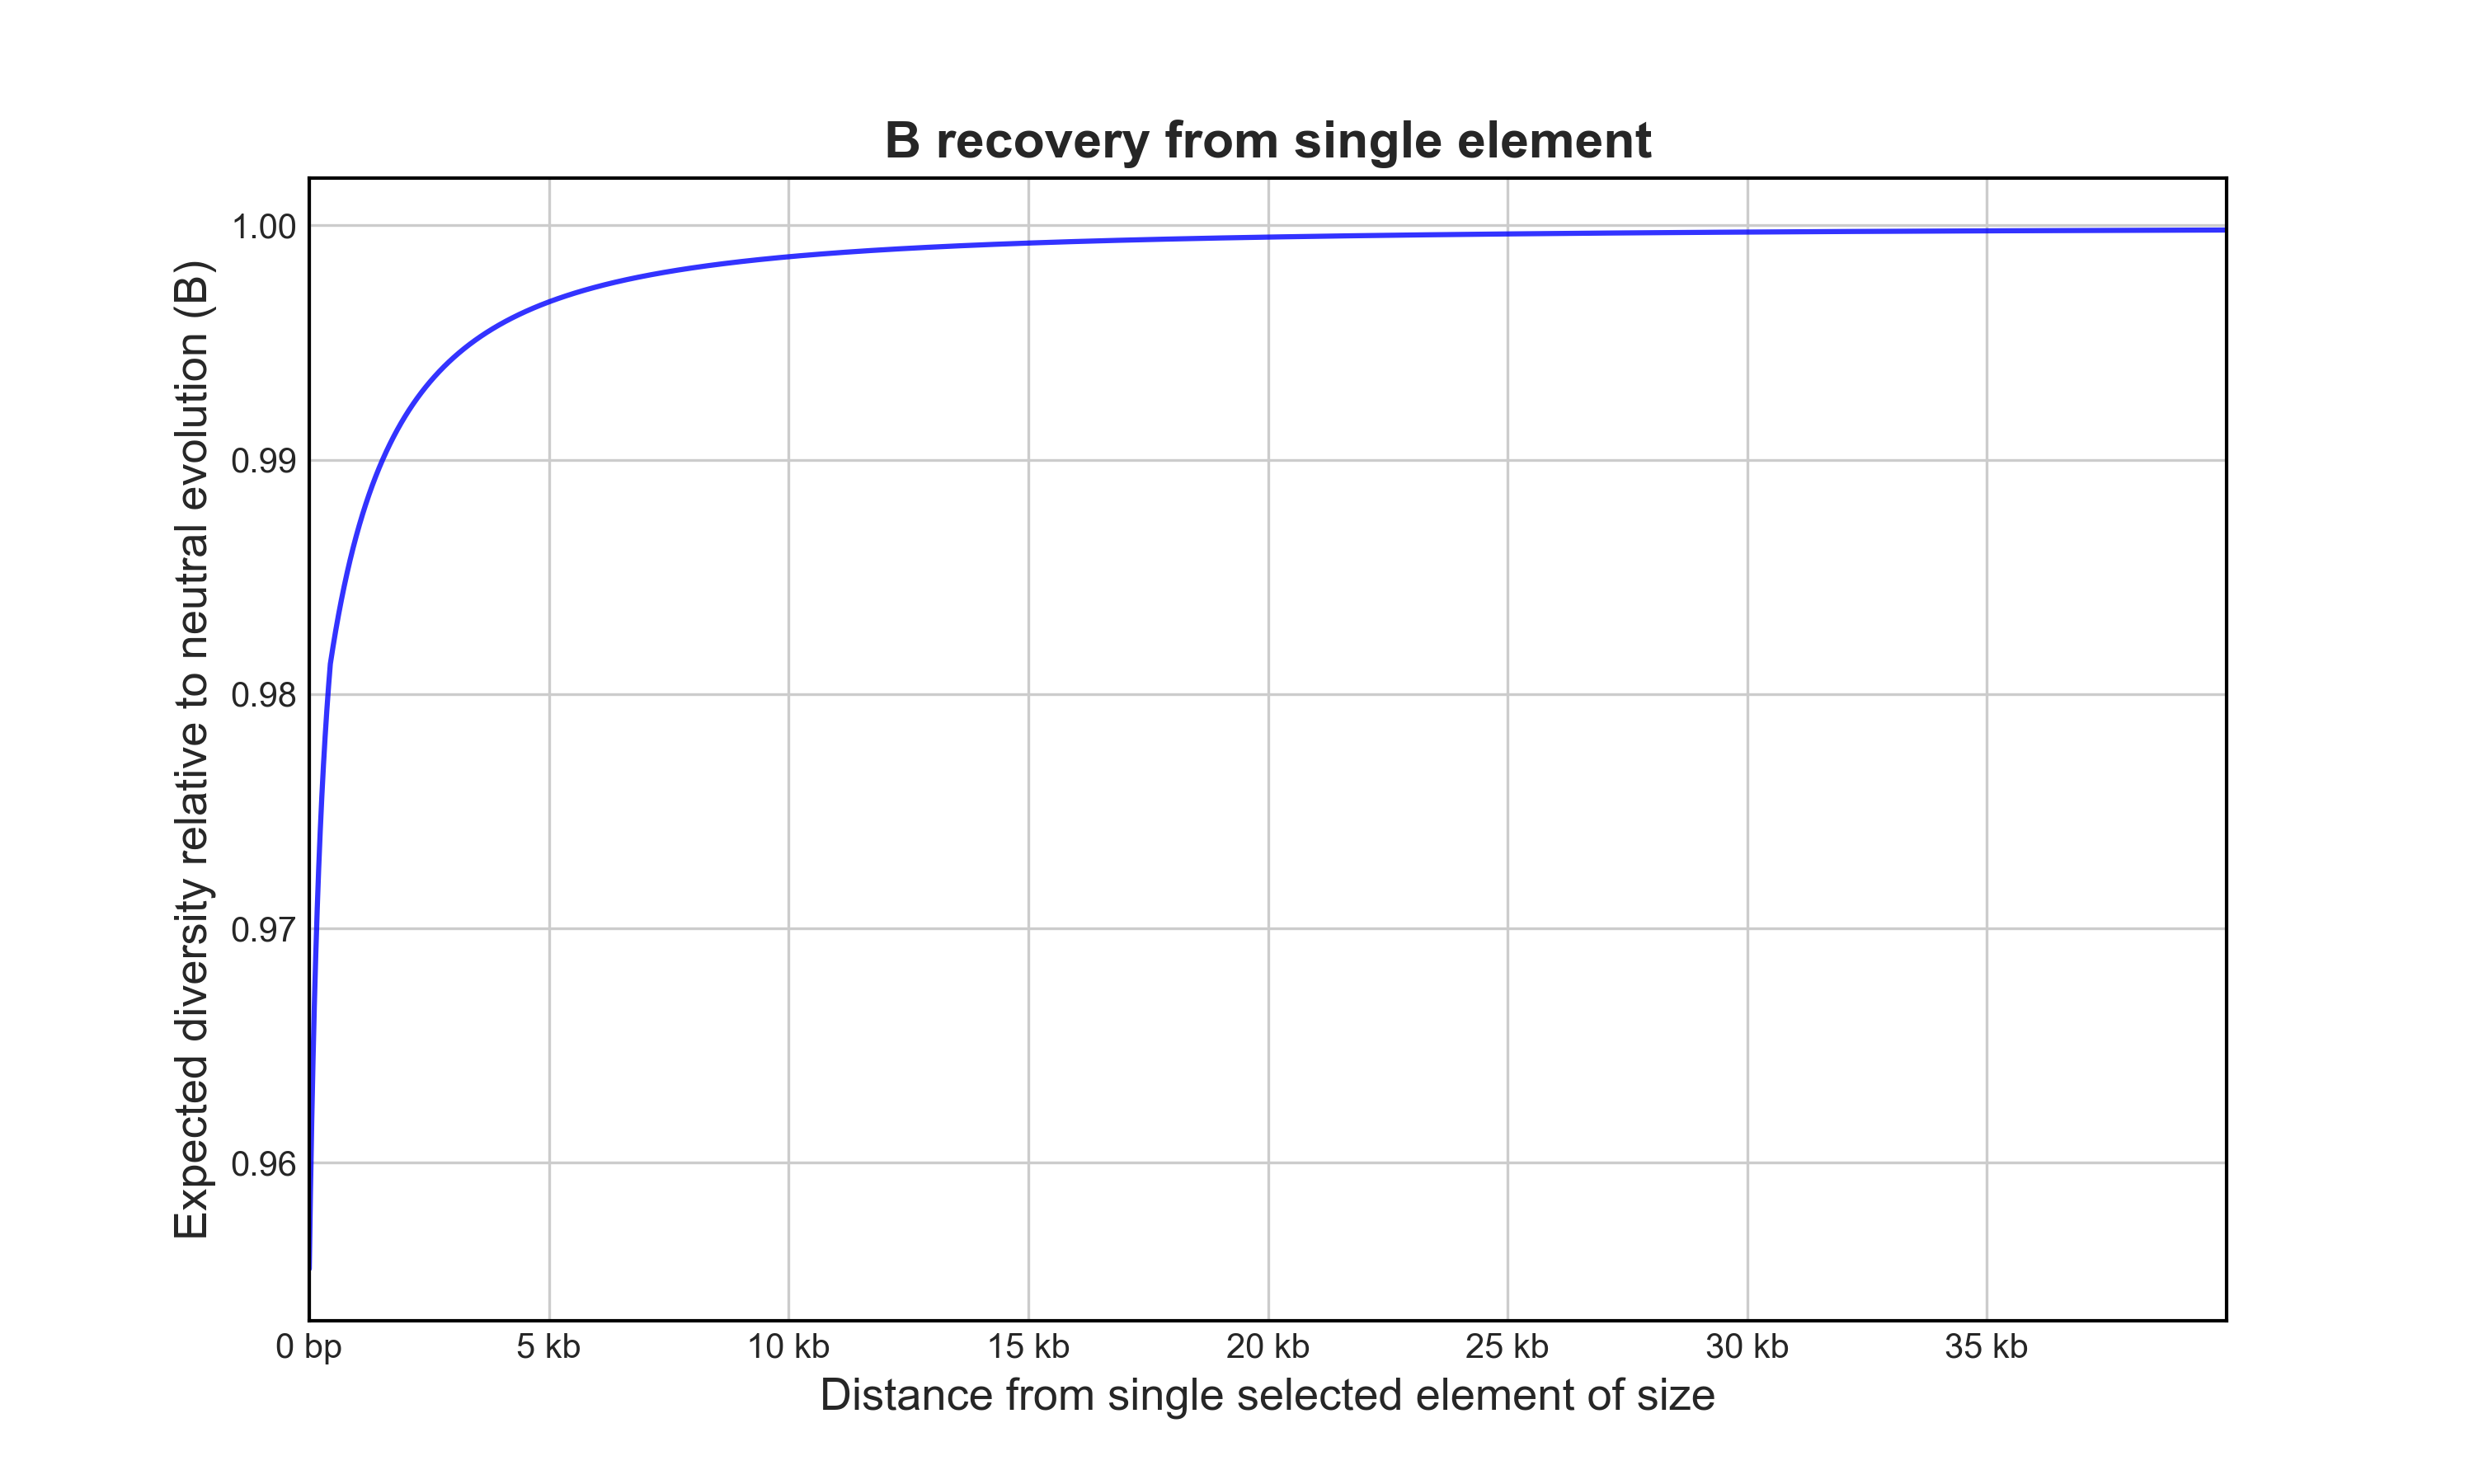 B recovery from single element
Expected diversity relative to neutral evolution (B)
1.00
0.99
0.98
0.97
0.96
0 bp 5 kb 10 kb 15 kb 20 kb 25 kb 30 kb 35 kb
Distance from single selected element of size